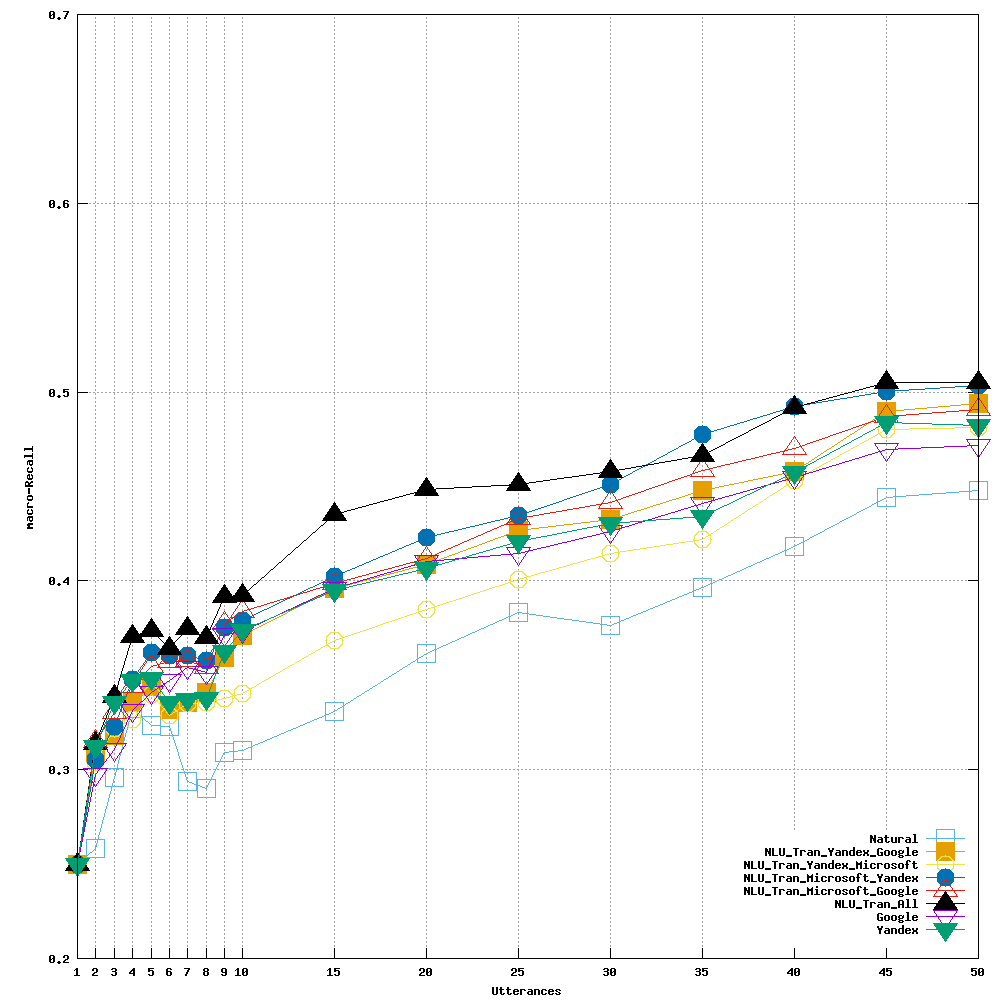 0.7
0.6
0.5
0.4
0.3
0.2
macro-Recall
1 2 3 4 5 6 7 8 9 10 15 20 25 30 35 40 45 50
Utterances
Natural
NLU_Tran_Yandex_Google
NLU_Tran_Yandex_Microsoft
NLU_Tran_Microsoft_Yandex
NLU_Tran_Microsoft_Google
NLU_Tran_All
Google
Yandex